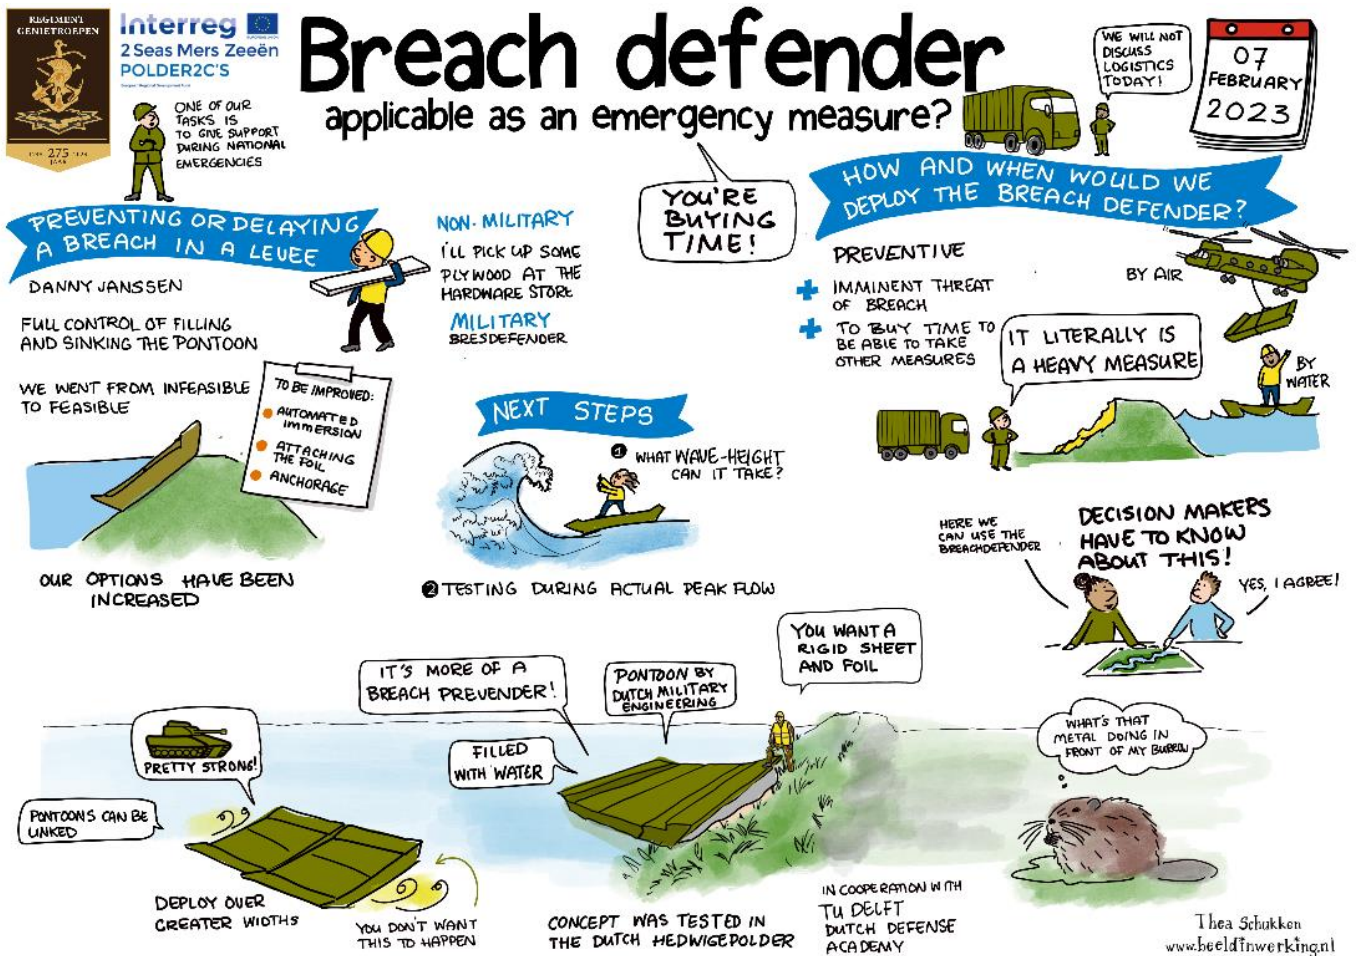 REGIMENT
GENIETROEPEN
275
JAAR
Interreg
2 Seas Mers Zeeën
POLDER2C'S
Breach defender
applicable as an emergency measure?
WE WILL NOT
DISCUSS
LOGISTICS
TODAY!
07
FEBRUARY
2023
ONE OF OUR
TASKS IS
TO GIVE SUPPORT
DURING NATIONAL
EMERGENCIES
PREVENTING OR DELAYING
A BREACH IN A LEVEE
DANNY JANSSEN
FULL CONTROL OF FILLING
AND SINKING THE PONTOON
WE WENT FROM INFEASIBLE
TO FEASIBLE
TO BE IMPROVED:
AUTOMATED
IMMERSION
ATTACHING
THE FOIL
ANCHORAGE
OUR OPTIONS HAVE BEEN
INCREASED
NON-MILITARY
I'LL PICK UP SOME
PLYWOOD AT THE
HARDWARE STORE
MILITARY
BRESDEFENDER
YOU'RE
BUYING
TIME!
NEXT STEPS
1 WHAT WAVE-HEIGHT
CAN IT TAKE?
2 TESTING DURING ACTUAL PEAK FLOW
HOW AND WHEN WOULD WE
DEPLOY THE BREACH DEFENDER?
PREVENTIVE
+ IMMINENT THREAT
OF BREACH
+ TO BUY TIME TO
BE ABLE TO TAKE
OTHER MEASURES
BY AIR
IT LITERALLY IS
A HEAVY MEASURE
BY
WATER
HERE WE
CAN USE THE
BREACHDEFENDER
DECISION MAKERS
HAVE TO KNOW
ABOUT THIS!
YES, I AGREE!
PRETTY STRONG!
PONTOONS CAN BE
LINKED
DEPLOY OVER
GREATER WIDTHS
YOU DON'T WANT
THIS TO HAPPEN
IT'S MORE OF A
BREACH PREVENDER!
FILLED
WITH WATER
PONTOON BY
DUTCH MILITARY
ENGINEERING
YOU WANT A
RIGID SHEET
AND FOIL
CONCEPT WAS TESTED IN
THE DUTCH HEDWIGEPOLDER
IN COOPERATION WITH
TU DELFT
DUTCH DEFENSE
ACADEMY
WHAT'S THAT
METAL DOING IN
FRONT OF MY BURROW
Thea Schukken
www.beeldinwerking.nl